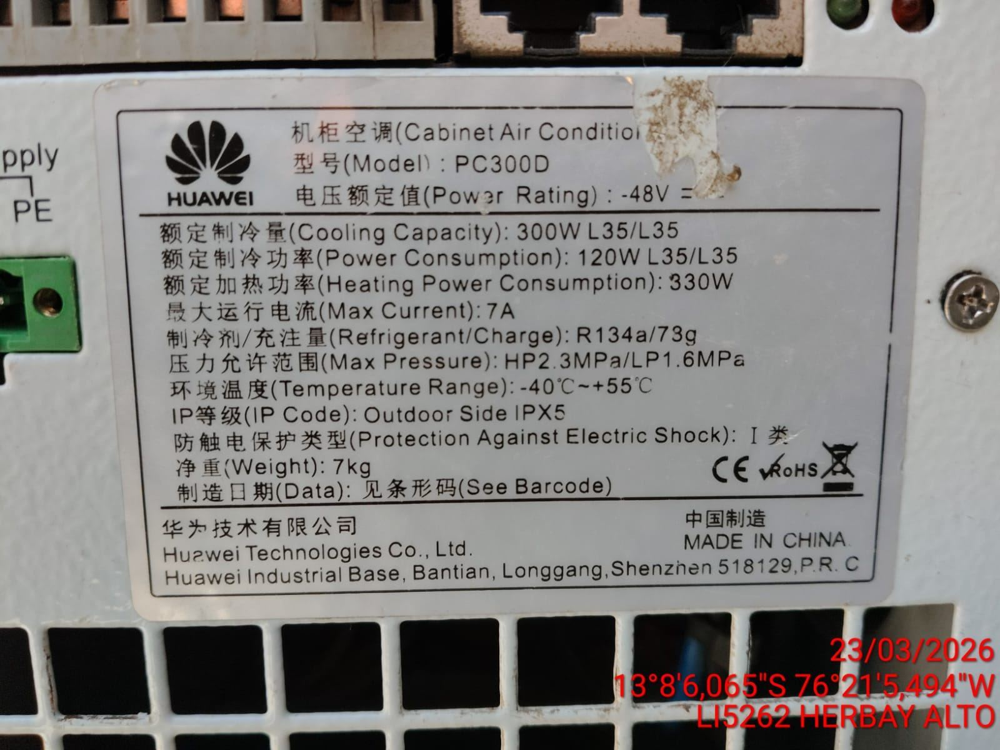 pply
PE
HUAWEI
机柜空调(Cabinet Air Conditio
型号(Model) : PC300D
电压额定值(Power Rating) : -48V ⎓
额定制冷量(Cooling Capacity): 300W L35/L35
额定制冷功率(Power Consumption): 120W L35/L35
额定加热功率(Heating Power Consumption): 330W
最大运行电流(Max Current): 7A
制冷剂/充注量(Refrigerant/Charge): R134a/73g
压力允许范围(Max Pressure): HP2.3MPa/LP1.6MPa
环境温度(Temperature Range): -40℃~+55℃
IP等级(IP Code): Outdoor Side IPX5
防触电保护类型(Protection Against Electric Shock): I 类
净重(Weight): 7kg
CE RoHS
制造日期(Data): 见条形码(See Barcode)
华为技术有限公司
中国制造
Huawei Technologies Co., Ltd.
MADE IN CHINA.
Huawei Industrial Base, Bantian, Longgang,Shenzhen 518129,P.R. C
23/03/2026
13°8'6,065"S 76°21'5,494"W
LI5262 HERBAY ALTO